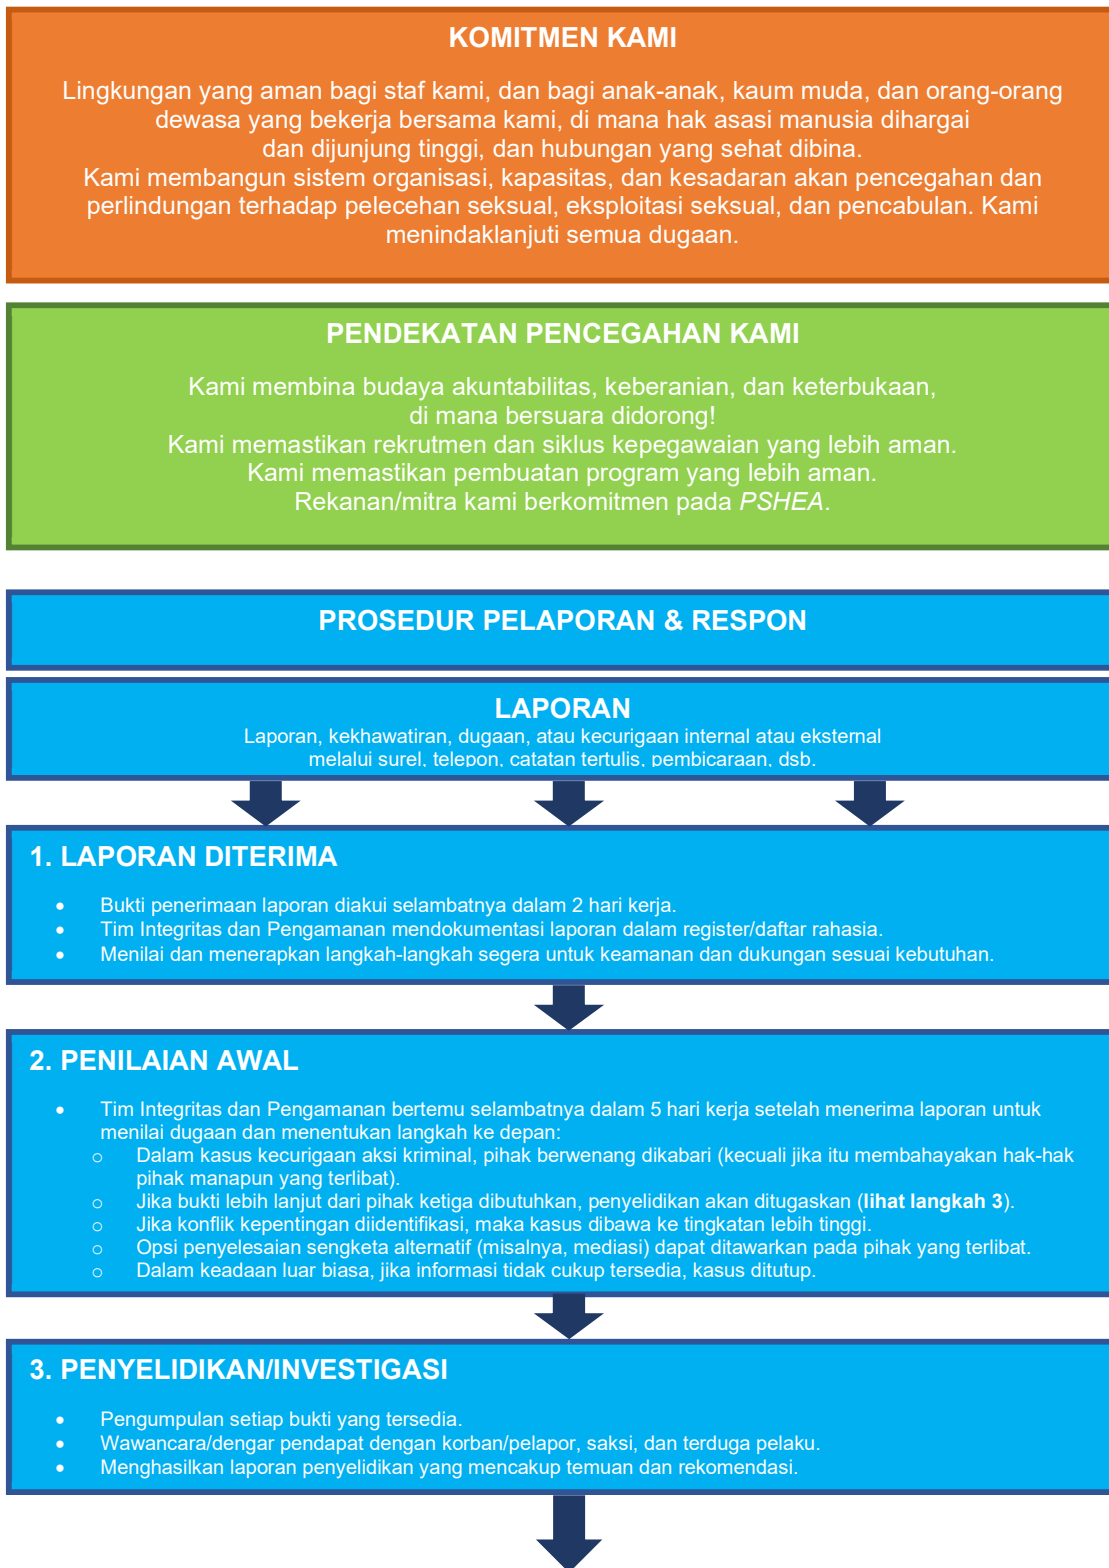 KOMITMEN KAMI
Lingkungan yang aman bagi staf kami, dan bagi anak-anak, kaum muda, dan orang-orang
dewasa yang bekerja bersama kami, di mana hak asasi manusia dihargai
dan dijunjung tinggi, dan hubungan yang sehat dibina.
Kami membangun sistem organisasi, kapasitas, dan kesadaran akan pencegahan dan
perlindungan terhadap pelecehan seksual, eksploitasi seksual, dan pencabulan. Kami
menindaklanjuti semua dugaan.
PENDEKATAN PENCEGAHAN KAMI
Kami membina budaya akuntabilitas, keberanian, dan keterbukaan,
di mana bersuara didorong!
Kami memastikan rekrutmen dan siklus kepegawaian yang lebih aman.
Kami memastikan pembuatan program yang lebih aman.
Rekanan/mitra kami berkomitmen pada PSHEA.
PROSEDUR PELAPORAN & RESPON
LAPORAN
Laporan, kekhawatiran, dugaan, atau kecurigaan internal atau eksternal
melalui surel, telepon, catatan tertulis, pembicaraan, dsb.
1. LAPORAN DITERIMA
• Bukti penerimaan laporan diakui selambatnya dalam 2 hari kerja.
• Tim Integritas dan Pengamanan mendokumentasi laporan dalam register/daftar rahasia.
• Menilai dan menerapkan langkah-langkah segera untuk keamanan dan dukungan sesuai kebutuhan.
2. PENILAIAN AWAL
• Tim Integritas dan Pengamanan bertemu selambatnya dalam 5 hari kerja setelah menerima laporan untuk
menilai dugaan dan menentukan langkah ke depan:
o Dalam kasus kecurigaan aksi kriminal, pihak berwenang dikabari (kecuali jika itu membahayakan hak-hak
pihak manapun yang terlibat).
o Jika bukti lebih lanjut dari pihak ketiga dibutuhkan, penyelidikan akan ditugaskan (lihat langkah 3).
o Jika konflik kepentingan diidentifikasi, maka kasus dibawa ke tingkatan lebih tinggi.
o Opsi penyelesaian sengketa alternatif (misalnya, mediasi) dapat ditawarkan pada pihak yang terlibat.
o Dalam keadaan luar biasa, jika informasi tidak cukup tersedia, kasus ditutup.
3. PENYELIDIKAN/INVESTIGASI
• Pengumpulan setiap bukti yang tersedia.
• Wawancara/dengar pendapat dengan korban/pelapor, saksi, dan terduga pelaku.
• Menghasilkan laporan penyelidikan yang mencakup temuan dan rekomendasi.